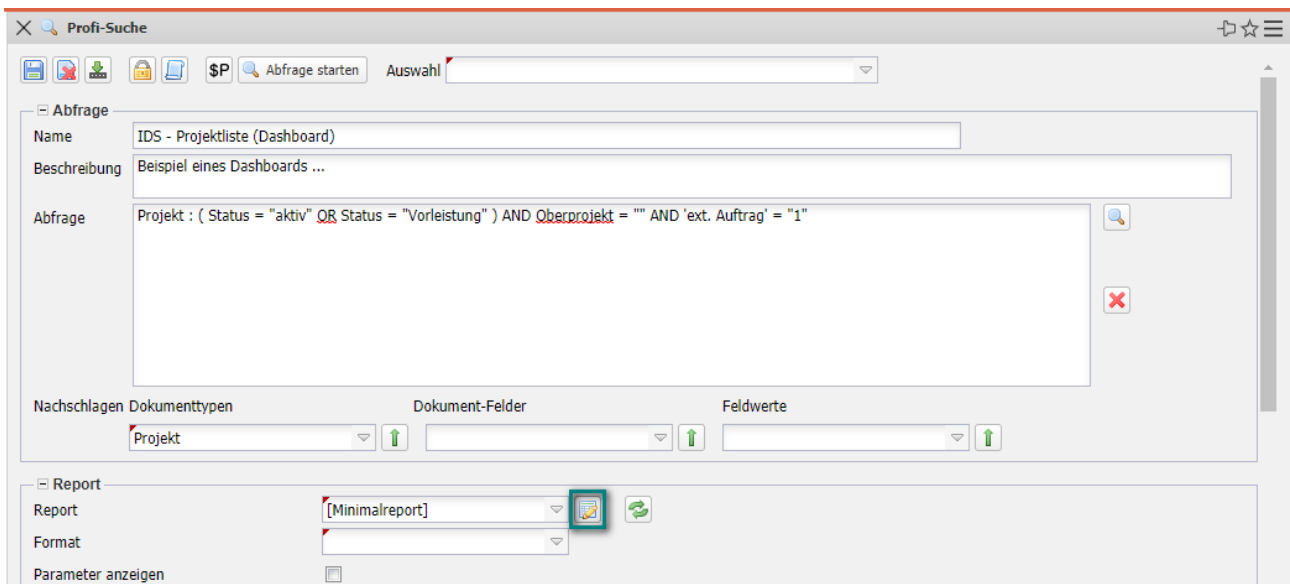 Profi-Suche
$P Abfrage starten Auswahl
Abfrage
Name IDS - Projektliste (Dashboard)
Beschreibung Beispiel eines Dashboards ...
Abfrage Projekt : ( Status = "aktiv" OR Status = "Vorleistung" ) AND Oberprojekt = "" AND 'ext. Auftrag' = "1"
Nachschlagen Dokumenttypen Dokument-Felder Feldwerte
Projekt
Report
Report [Minimalreport]
Format
Parameter anzeigen